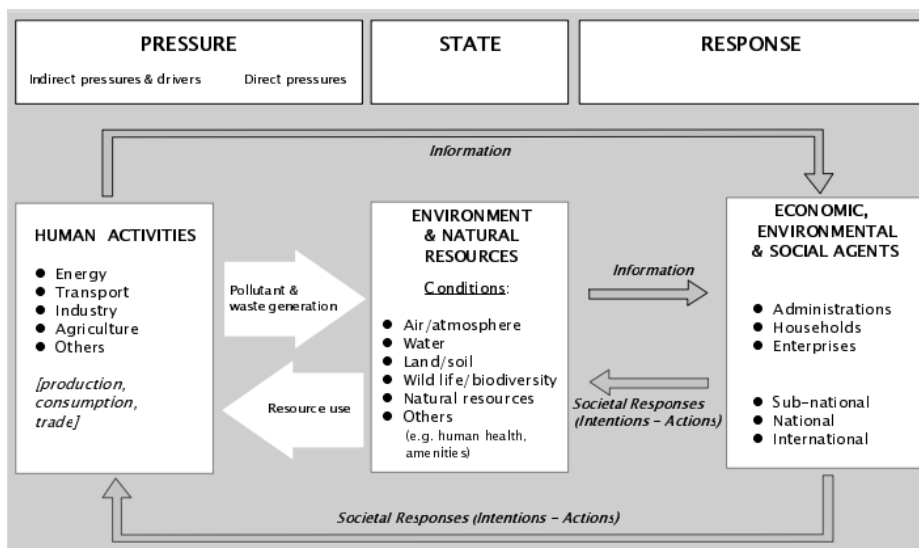 PRESSURE
Indirect pressures & drivers
Direct pressures
STATE
RESPONSE
Information
HUMAN ACTIVITIES
● Energy
● Transport
● Industry
● Agriculture
● Others
[production,
consumption,
trade]
Pollutant &
waste generation
Resource use
ENVIRONMENT
& NATURAL
RESOURCES
Conditions:
● Air/atmosphere
● Water
● Land/soil
● Wild life/biodiversity
● Natural resources
● Others
(e.g. human health,
amenities)
Information
Societal Responses
(Intentions - Actions)
ECONOMIC,
ENVIRONMENTAL
& SOCIAL AGENTS
● Administrations
● Households
● Enterprises
● Sub-national
● National
● International
Societal Responses (Intentions - Actions)